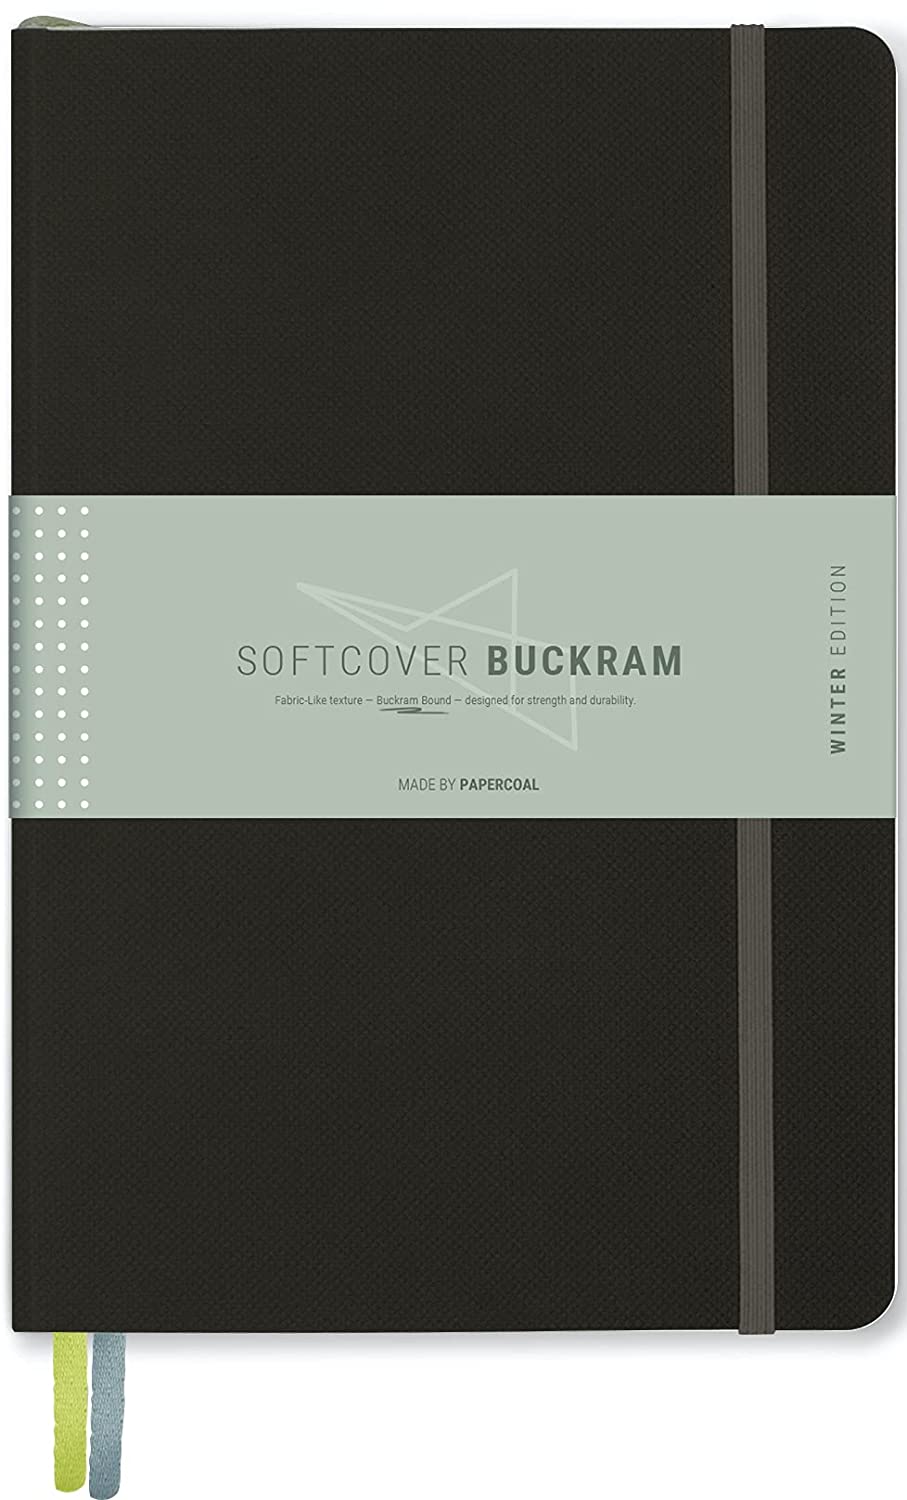 SOFTCOVER BUCKRAM
Fabric-Like texture — Buckram Bound — designed for strength and durability.
MADE BY PAPERCOAL
WINTER EDITION